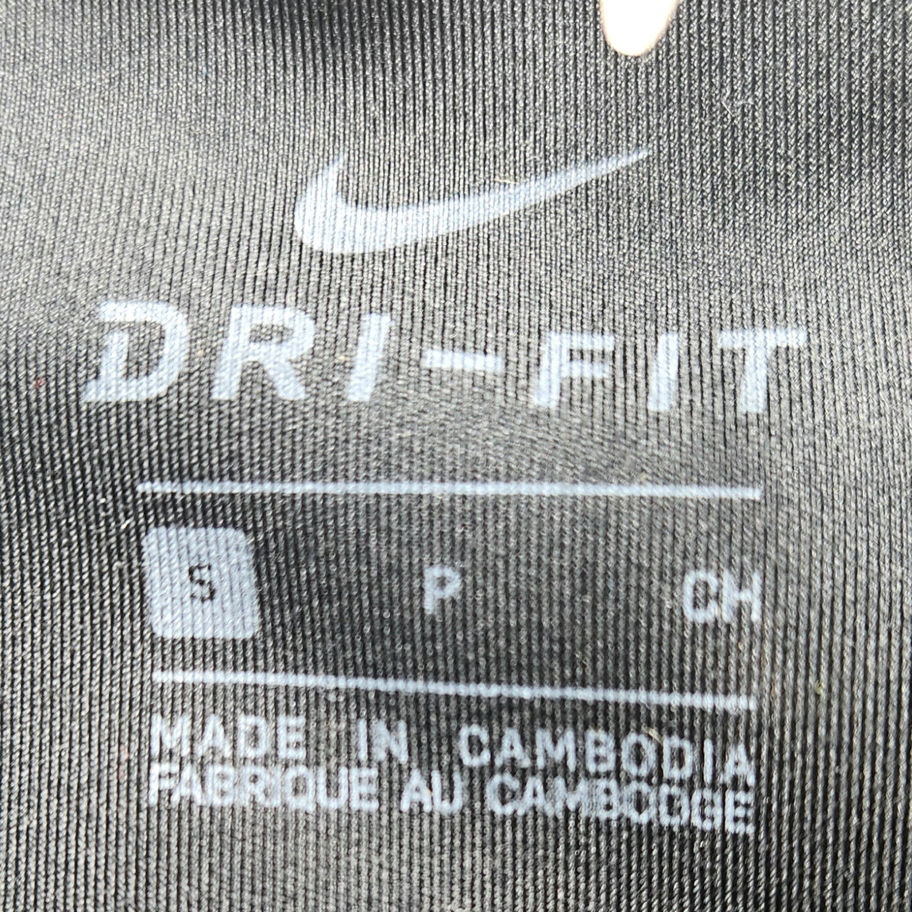 DRI-FIT
S P CH
MADE IN CAMBODIA
FABRIQUE AU CAMBODGE